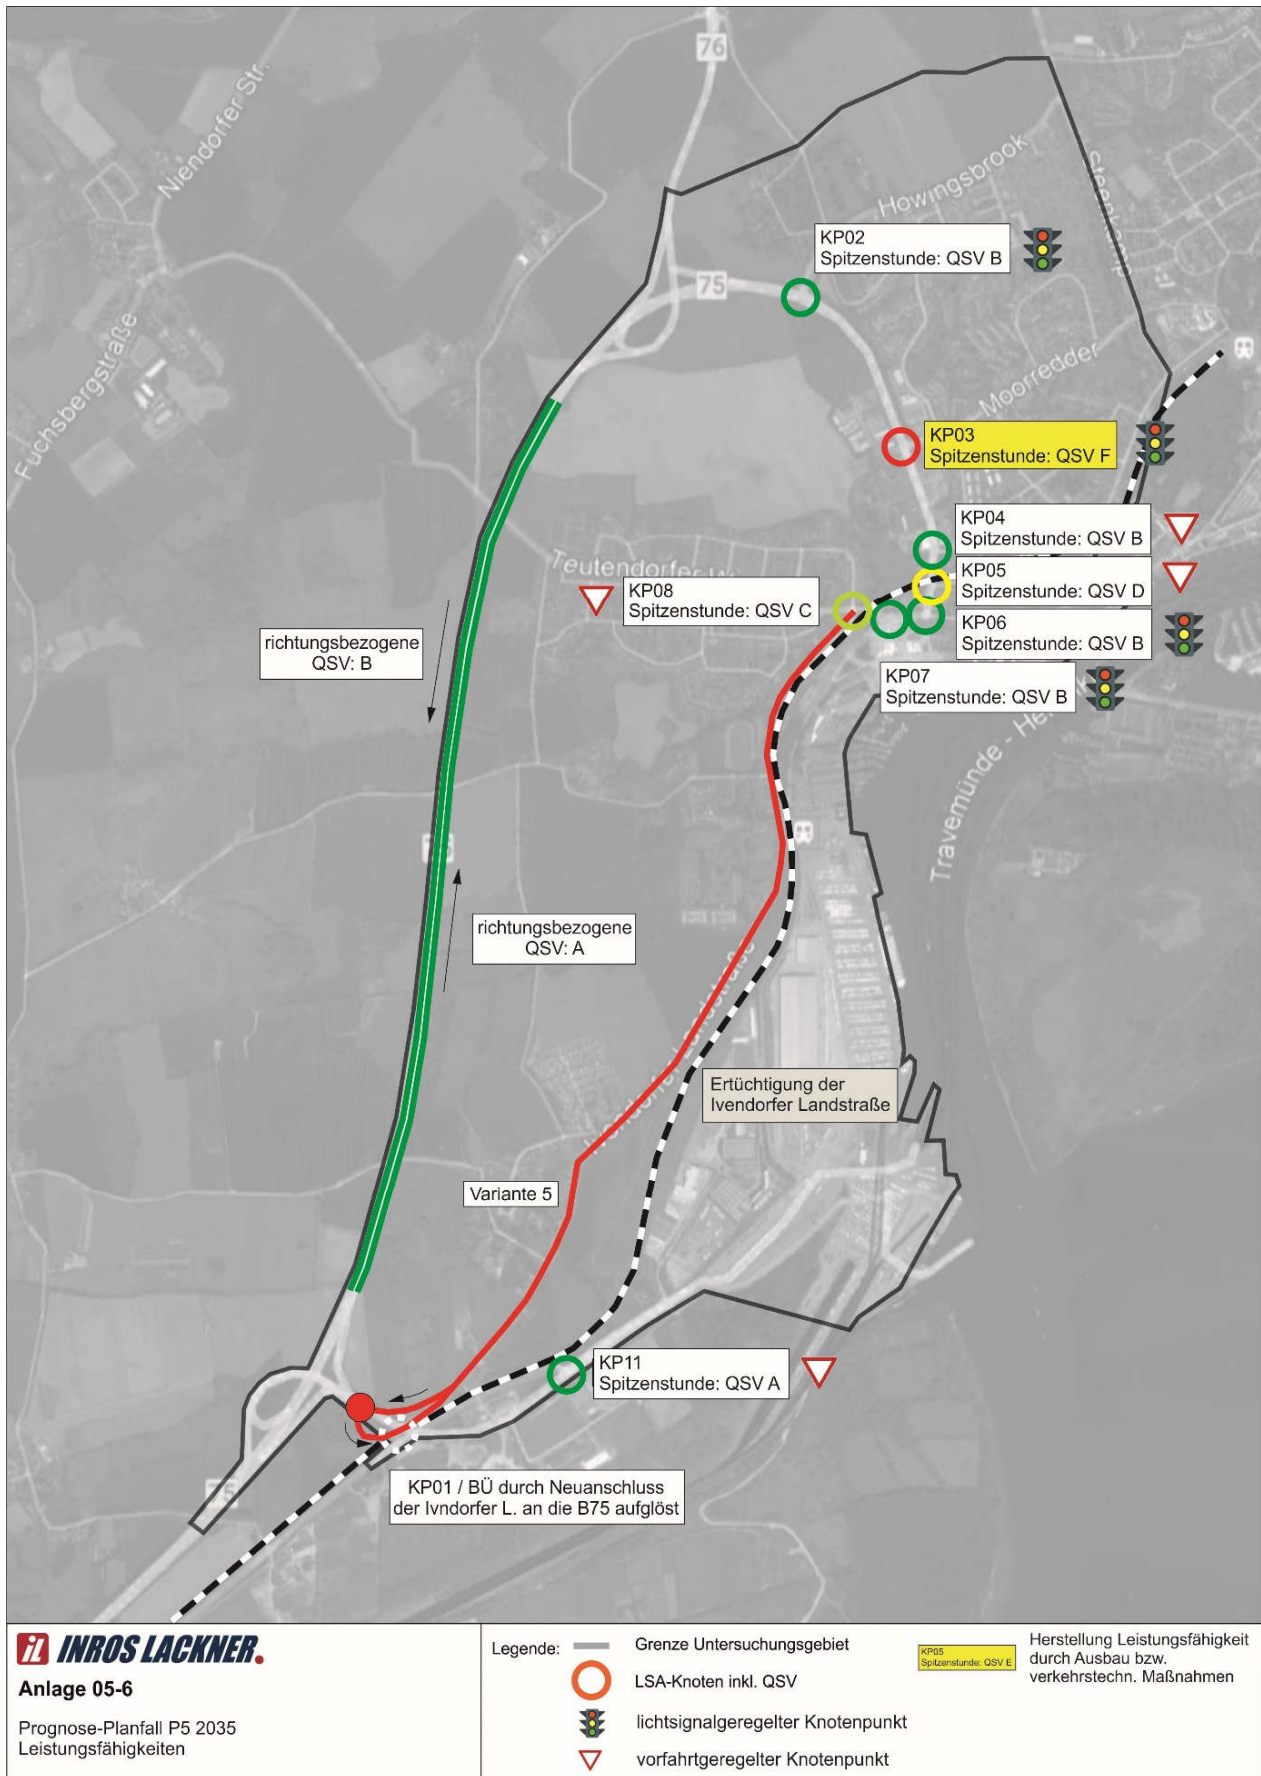 76
Niendorfer Str.
Howingsbrook
Steenkamp
KP02
Spitzenstunde: QSV B
75
Fuchsbergstraße
Moorredder
KP03
Spitzenstunde: QSV F
KP04
Spitzenstunde: QSV B
Teutendorfer W
KP05
Spitzenstunde: QSV D
KP08
Spitzenstunde: QSV C
KP06
Spitzenstunde: QSV B
richtungsbezogene
QSV: B
KP07
Spitzenstunde: QSV B
Travemünde - He
richtungsbezogene
QSV: A
Ivendorfer Landstraße
Ertüchtigung der
Ivendorfer Landstraße
Variante 5
KP11
Spitzenstunde: QSV A
KP01 / BÜ durch Neuanschluss
der Ivndorfer L. an die B75 aufglöst
iL INROS LACKNER.
Anlage 05-6
Prognose-Planfall P5 2035
Leistungsfähigkeiten
Legende:
Grenze Untersuchungsgebiet
LSA-Knoten inkl. QSV
lichtsignalgeregelter Knotenpunkt
vorfahrtgeregelter Knotenpunkt
KP05
Spitzenstunde: QSV E
Herstellung Leistungsfähigkeit
durch Ausbau bzw.
verkehrstechn. Maßnahmen